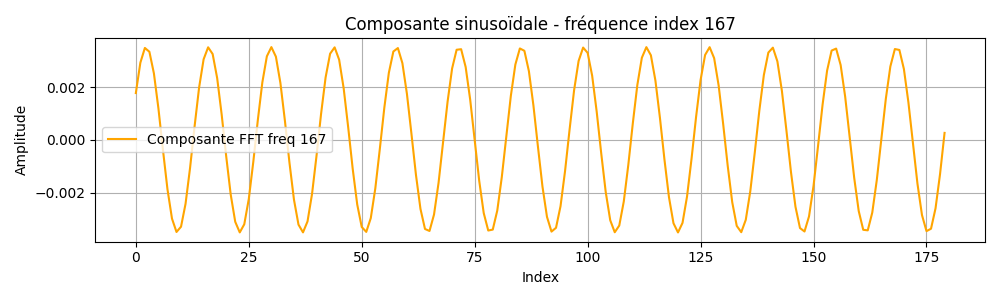 Composante sinusoïdale - fréquence index 167
Amplitude
0.002
0.000
−0.002
Composante FFT freq 167
0 25 50 75 100 125 150 175
Index